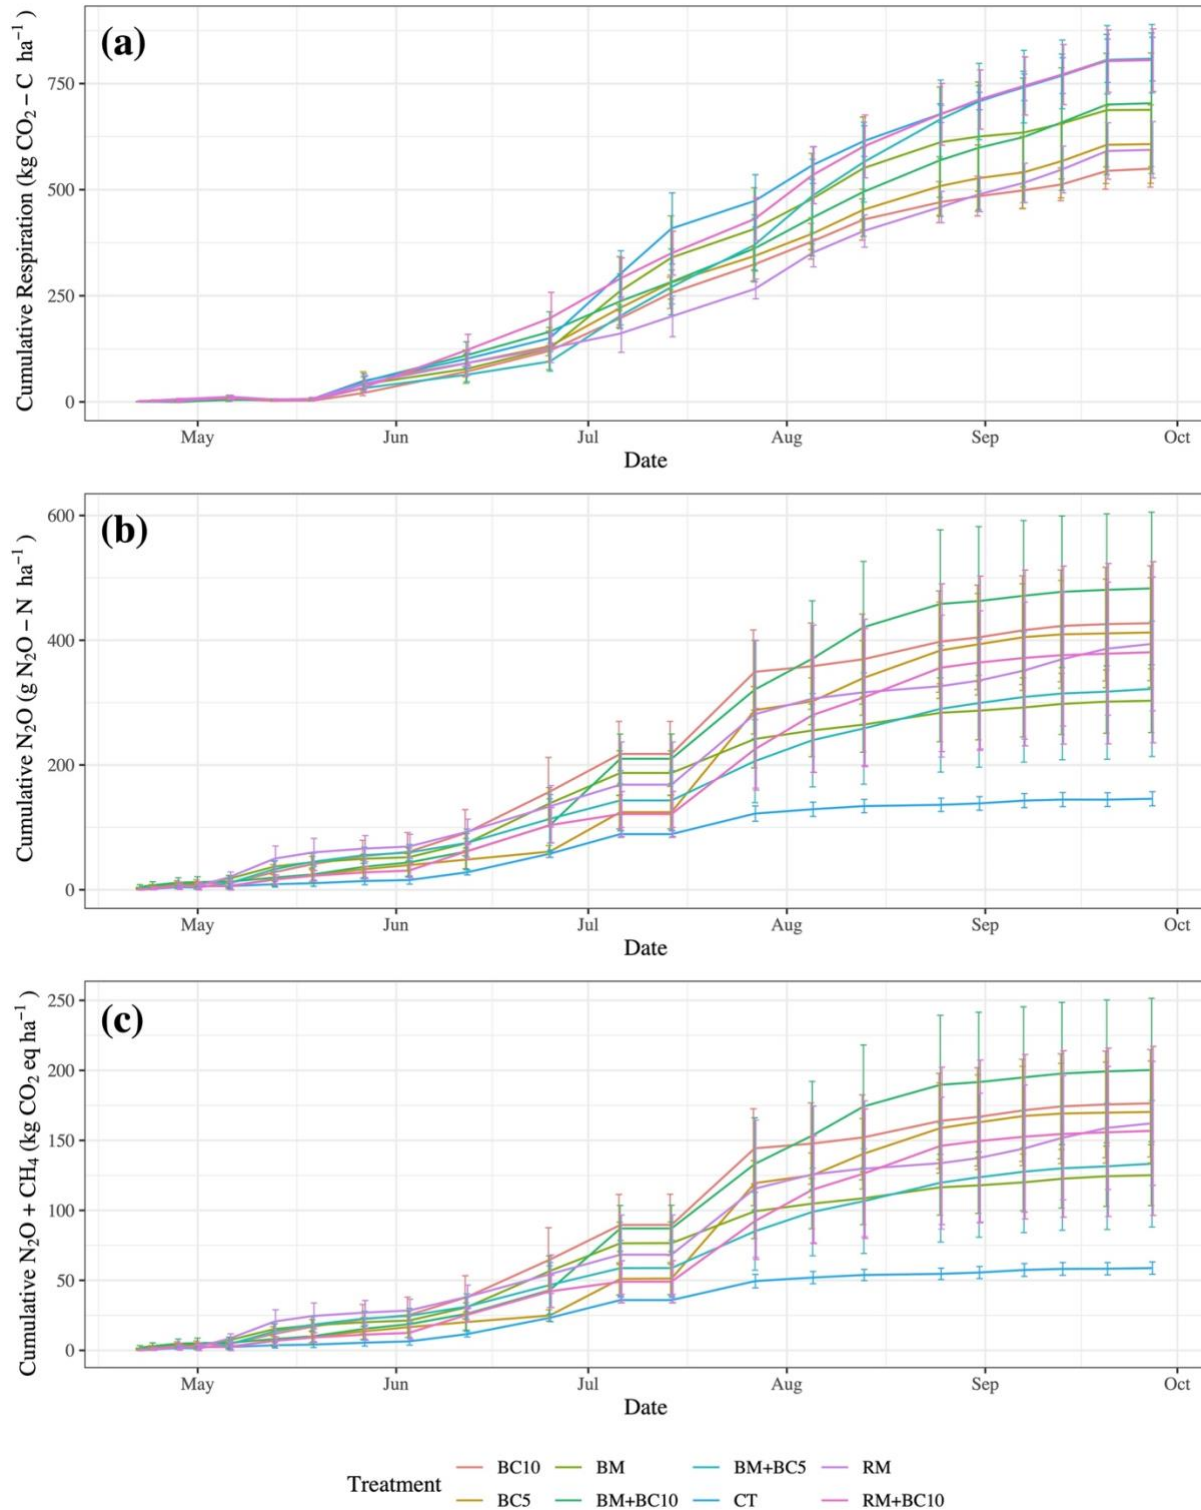 (a)
Cumulative Respiration (kg CO₂ – C ha⁻¹)
750
500
250
0
May Jun Jul Aug Sep Oct
Date
(b)
Cumulative N₂O (g N₂O – N ha⁻¹)
600
400
200
0
May Jun Jul Aug Sep Oct
Date
(c)
Cumulative N₂O + CH₄ (kg CO₂ eq ha⁻¹)
250
200
150
100
50
0
May Jun Jul Aug Sep Oct
Date
Treatment
BC10 BM BM+BC5 RM
BC5 BM+BC10 CT RM+BC10